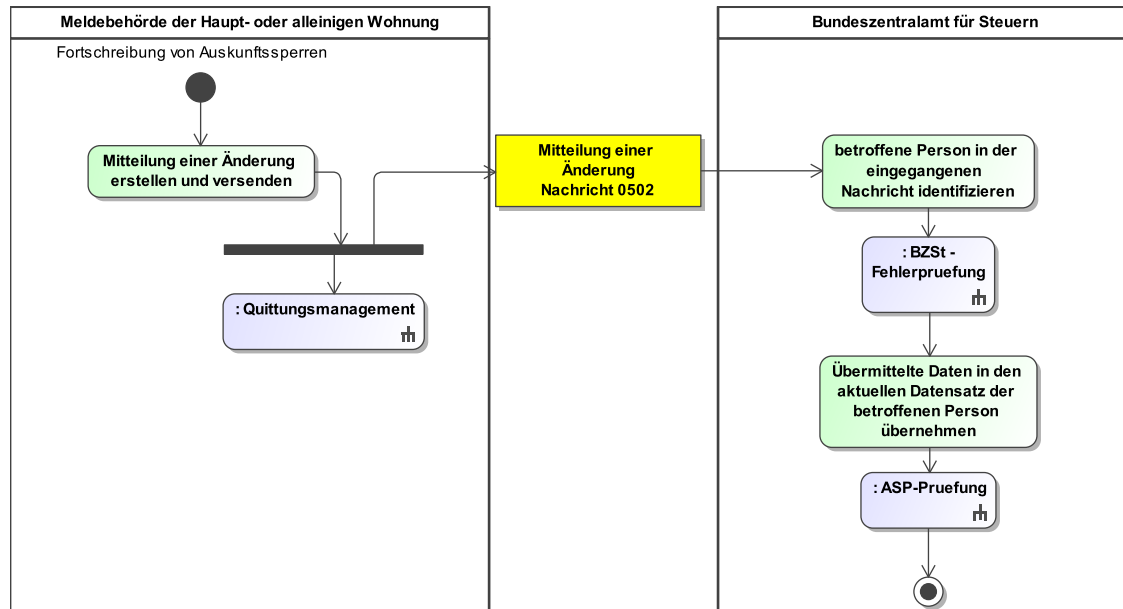 Meldebehörde der Haupt- oder alleinigen Wohnung
Fortschreibung von Auskunftssperren
Mitteilung einer Änderung
erstellen und versenden
: Quittungsmanagement
Mitteilung einer
Änderung
Nachricht 0502
Bundeszentralamt für Steuern
betroffene Person in der
eingegangenen
Nachricht identifizieren
: BZSt -
Fehlerpruefung
Übermittelte Daten in den
aktuellen Datensatz der
betroffenen Person
übernehmen
: ASP-Pruefung